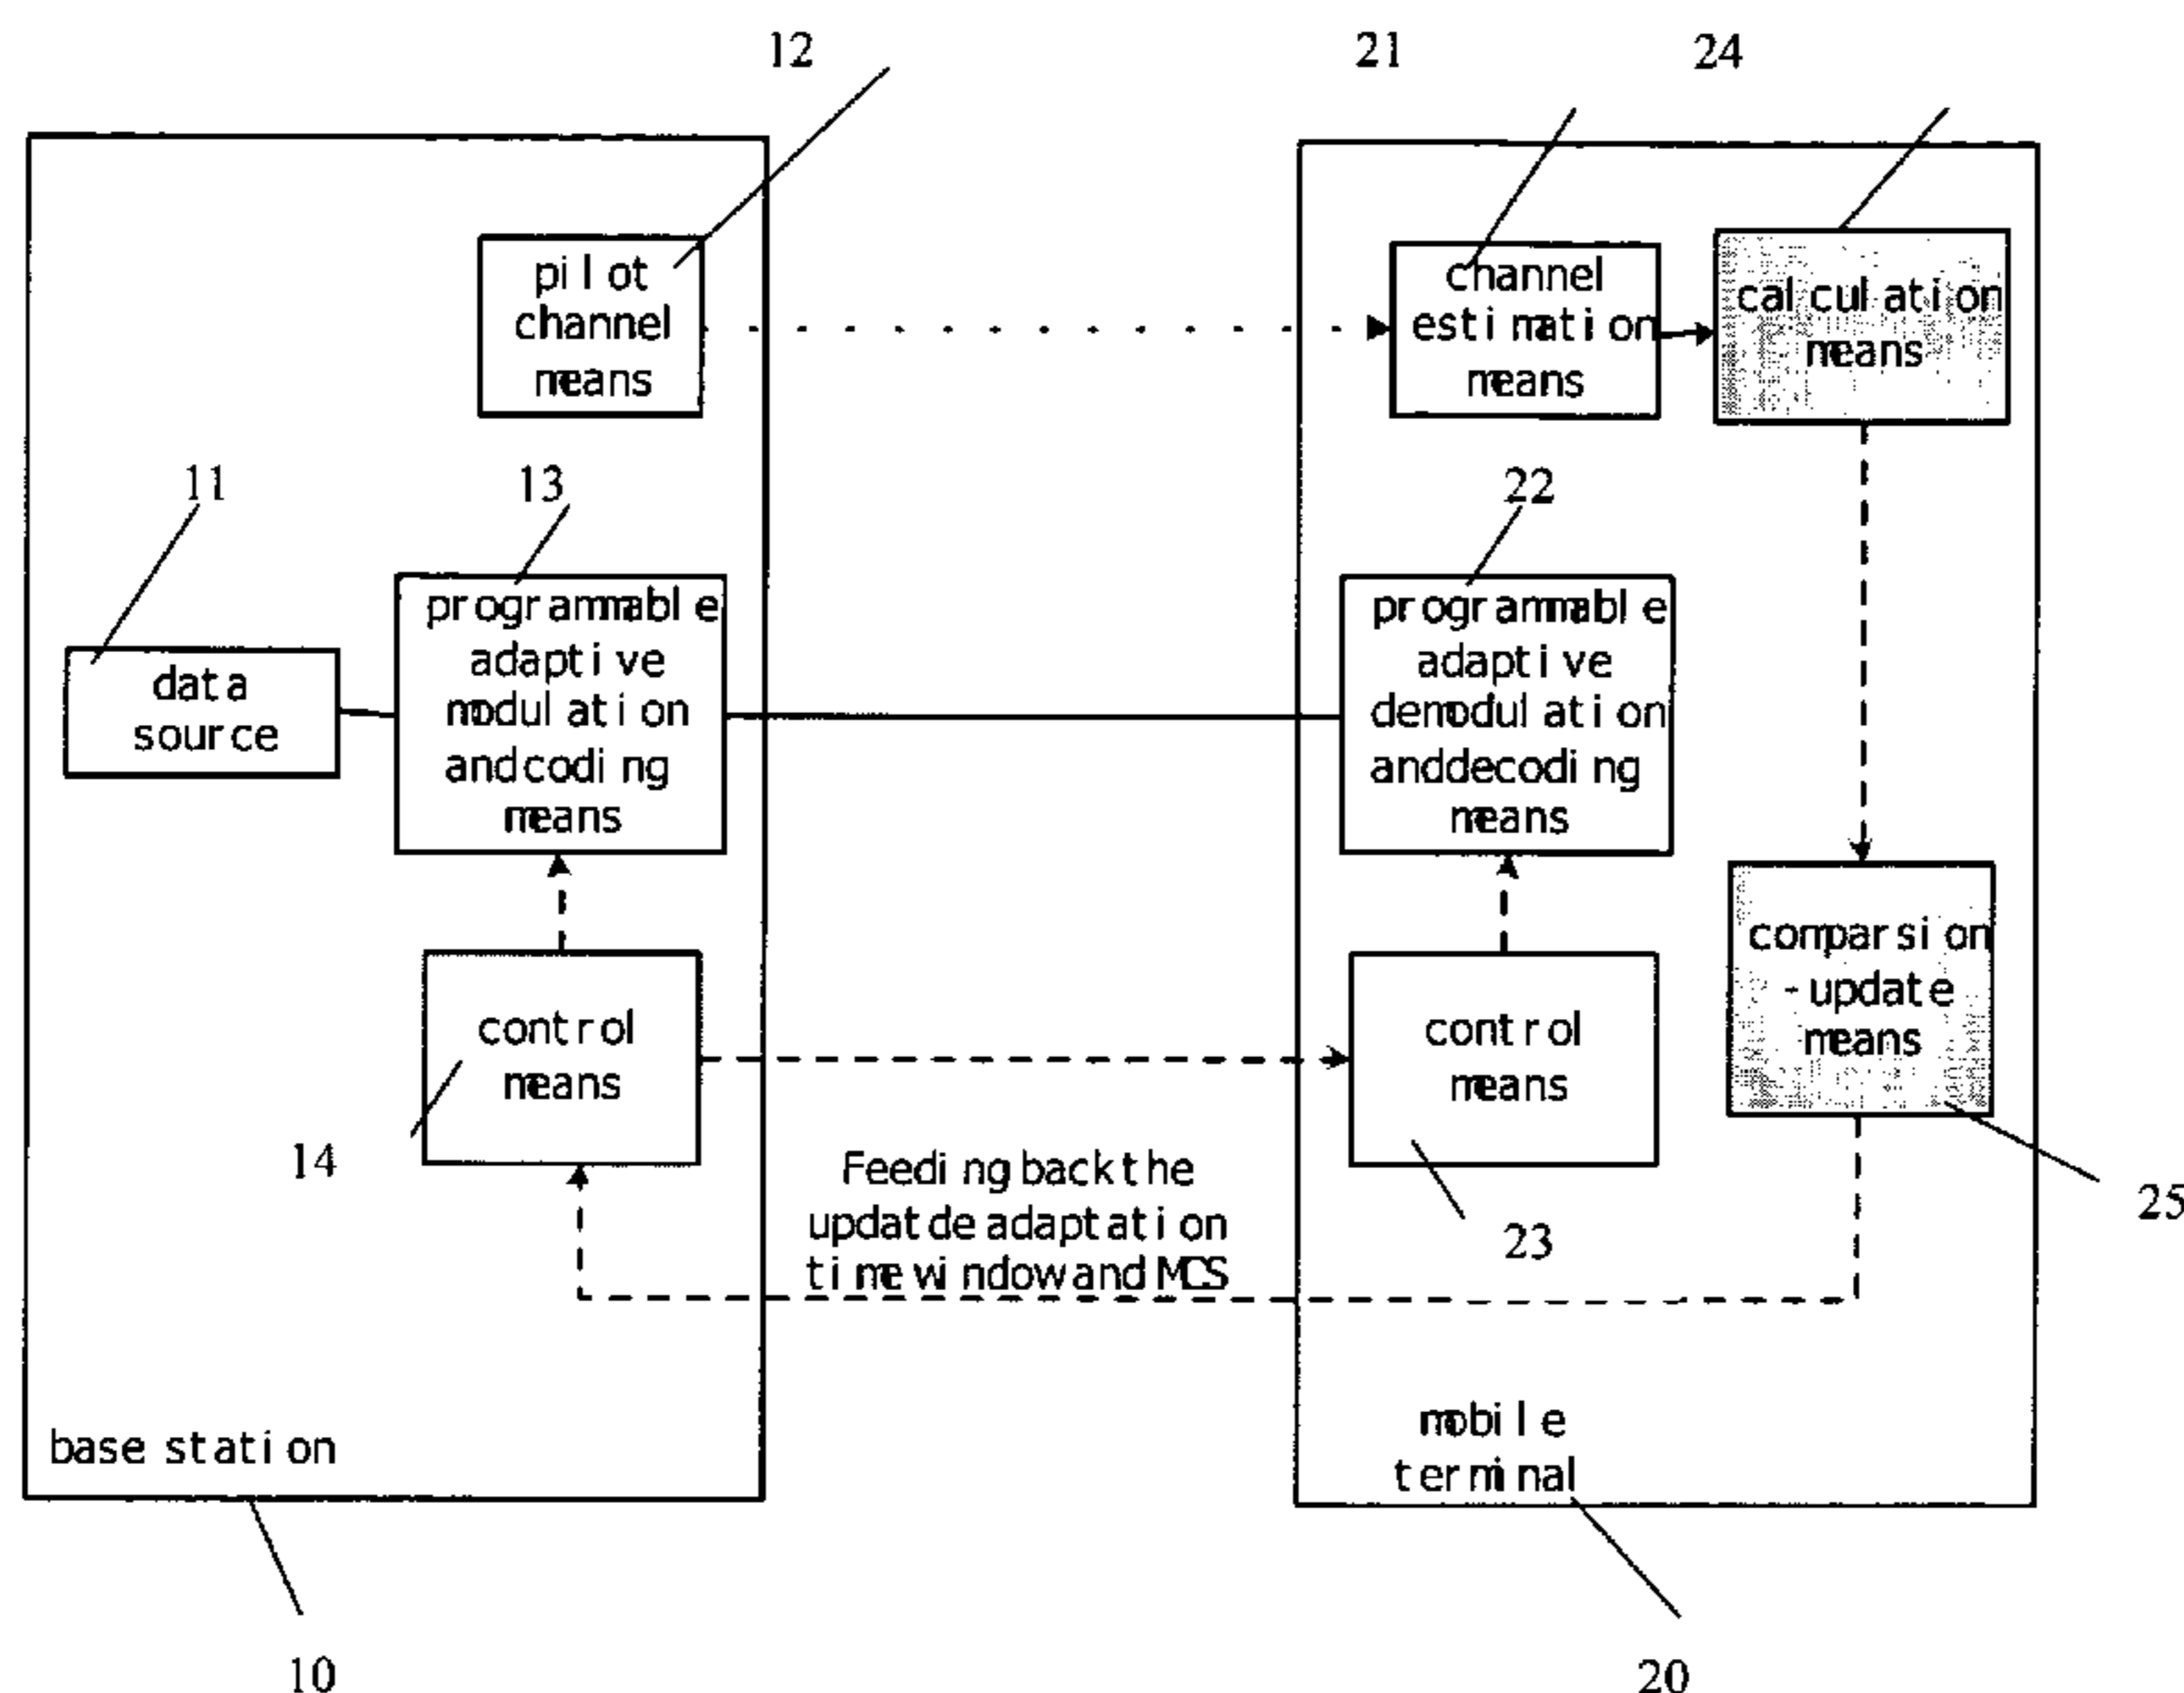 12
21
24
pilot
channel
means
channel
estimation
means
calculation
means
11
13
22
data
source
programmable
adaptive
modulation
andcoding
means
programmable
adaptive
demodulation
anddecoding
means
control
means
control
means
comparsion
-update
means
14
23
25
Feeding back the
updatde adaptation
time window and MCS
base station
mobile
terminal
10
20